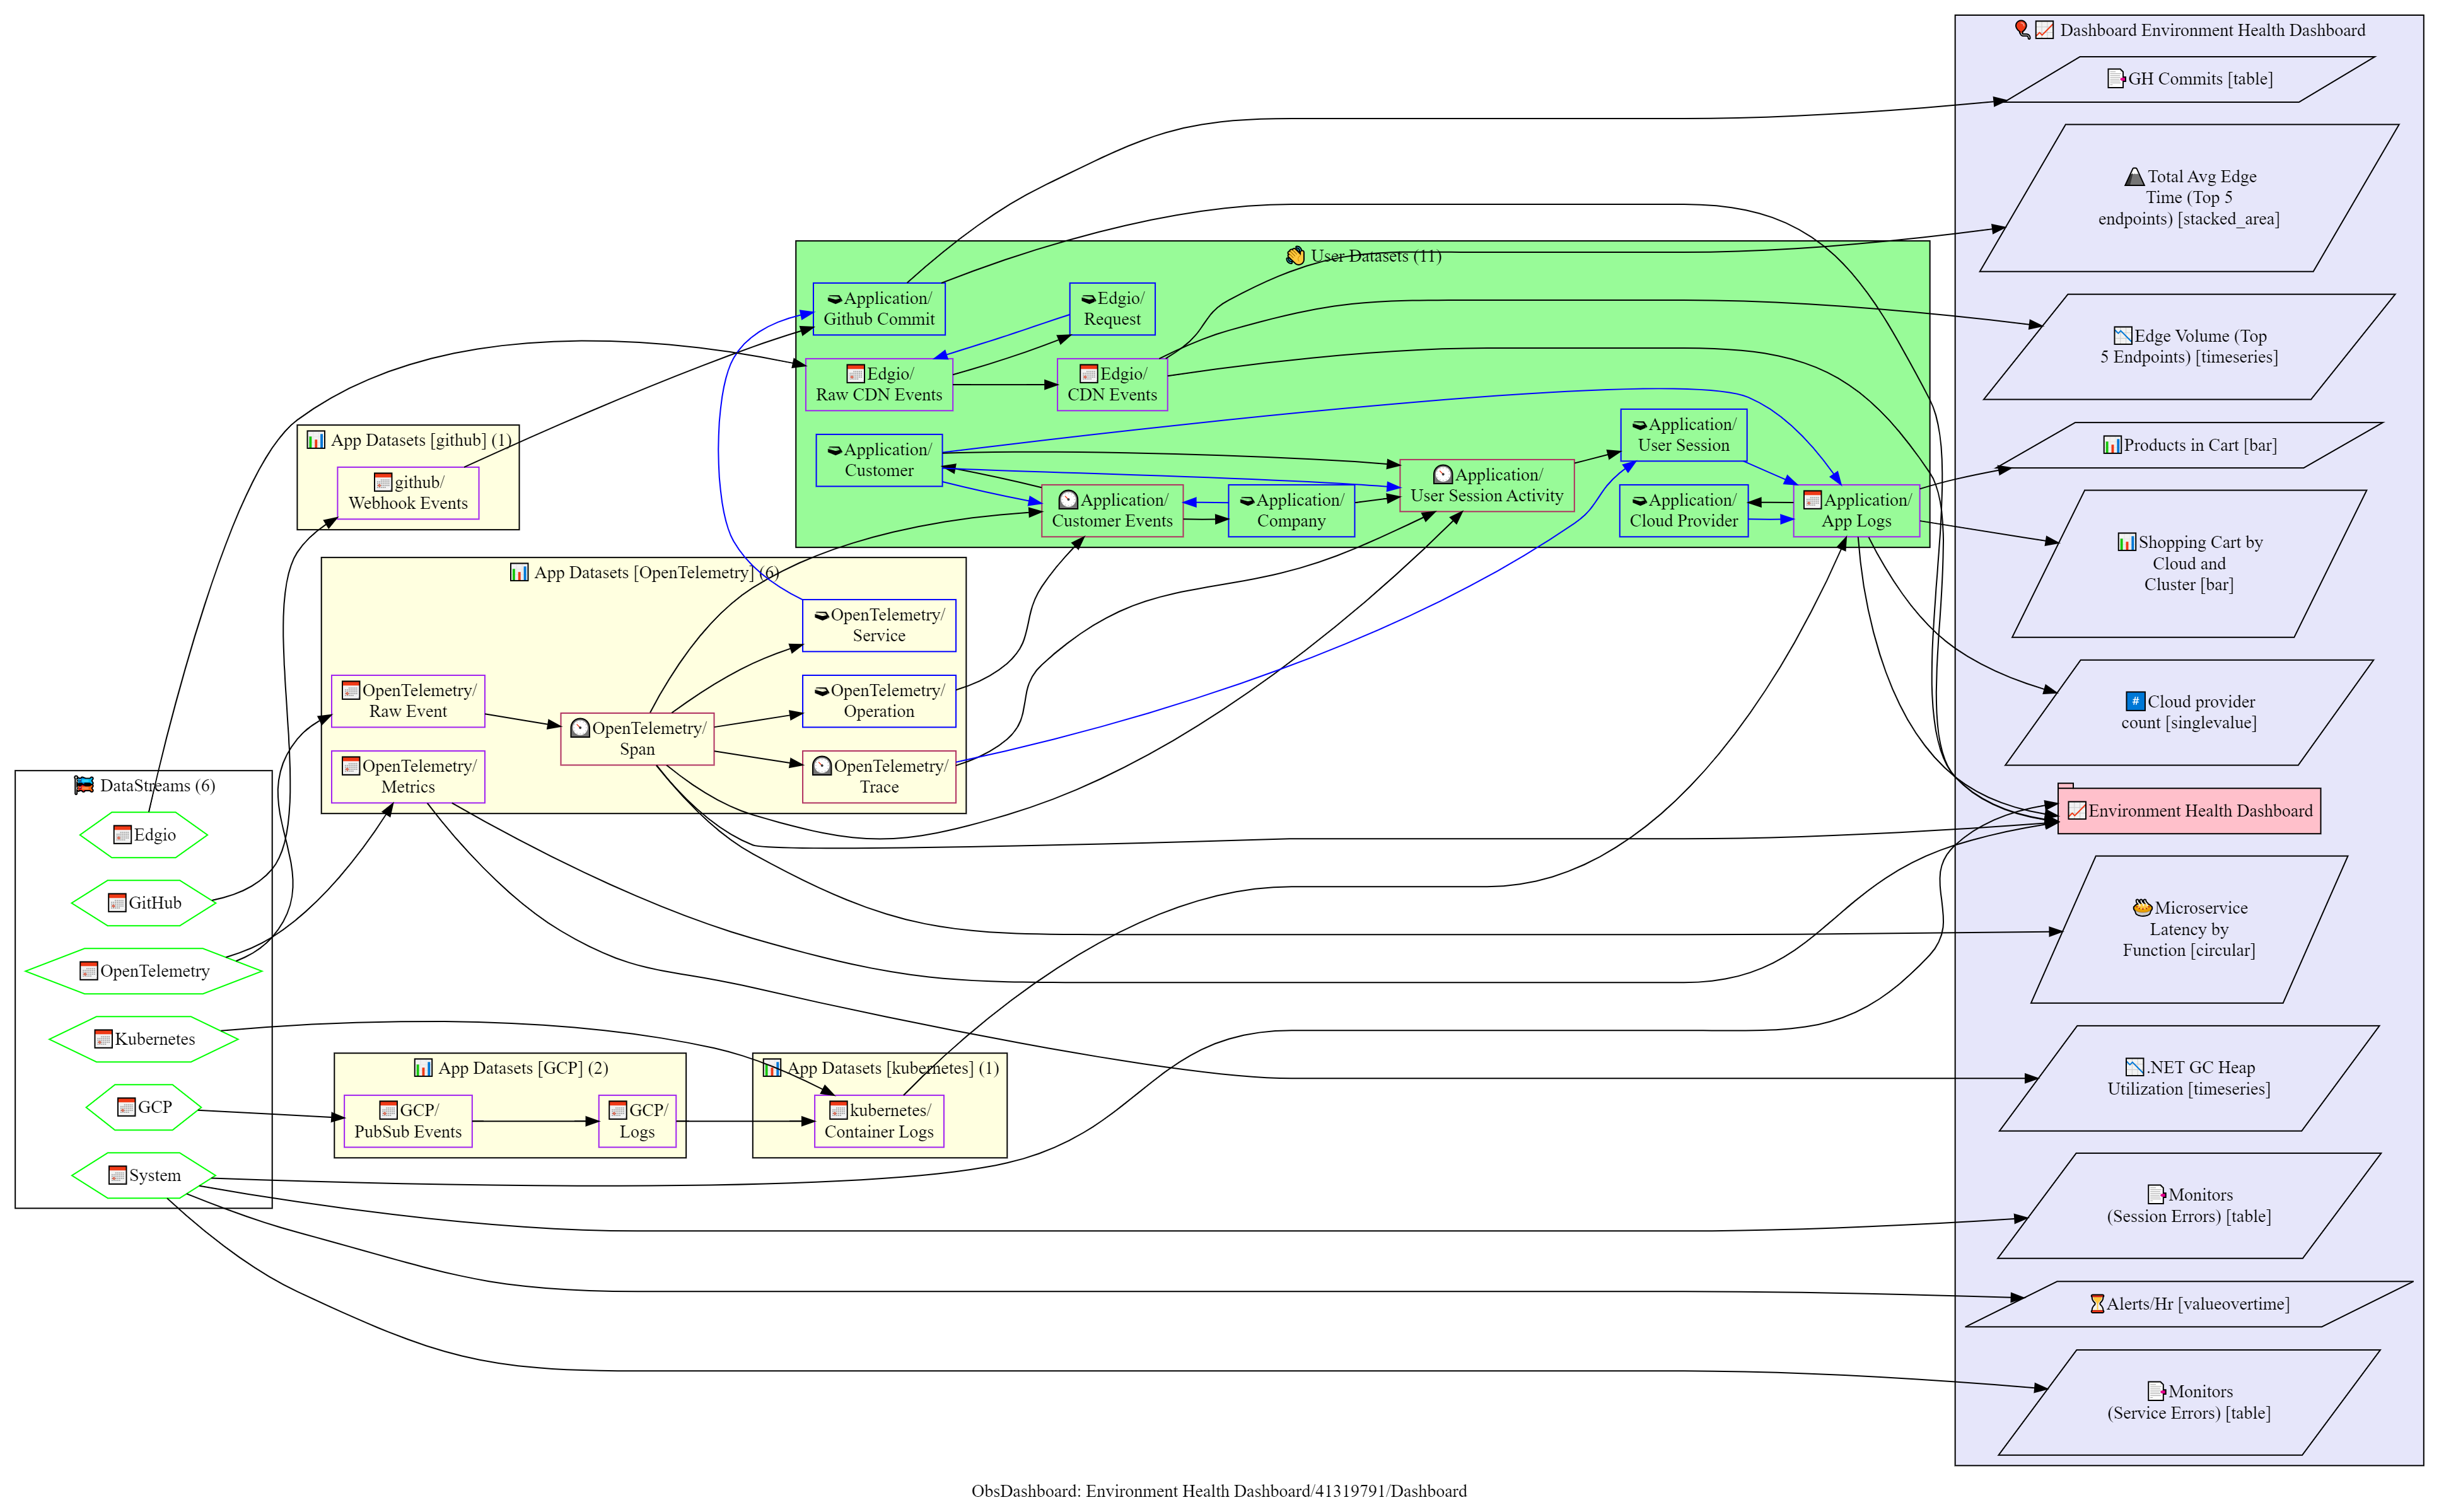 Dashboard Environment Health Dashboard
GH Commits [table]
Total Avg Edge
Time (Top 5
endpoints) [stacked_area]
Edge Volume (Top
5 Endpoints) [timeseries]
Products in Cart [bar]
Shopping Cart by
Cloud and
Cluster [bar]
Cloud provider
count [singlevalue]
Environment Health Dashboard
Microservice
Latency by
Function [circular]
.NET GC Heap
Utilization [timeseries]
Monitors
(Session Errors) [table]
Alerts/Hr [valueovertime]
Monitors
(Service Errors) [table]
User Datasets (11)
Application/
Github Commit
Edgio/
Request
Edgio/
Raw CDN Events
Edgio/
CDN Events
Application/
Customer
Application/
Customer Events
Application/
Company
Application/
User Session Activity
Application/
User Session
Application/
Cloud Provider
Application/
App Logs
App Datasets [github] (1)
github/
Webhook Events
App Datasets [OpenTelemetry] (6)
OpenTelemetry/
Service
OpenTelemetry/
Raw Event
OpenTelemetry/
Operation
OpenTelemetry/
Span
OpenTelemetry/
Metrics
OpenTelemetry/
Trace
DataStreams (6)
Edgio
GitHub
OpenTelemetry
Kubernetes
GCP
System
App Datasets [GCP] (2)
GCP/
PubSub Events
GCP/
Logs
App Datasets [kubernetes] (1)
kubernetes/
Container Logs
ObsDashboard: Environment Health Dashboard/41319791/Dashboard